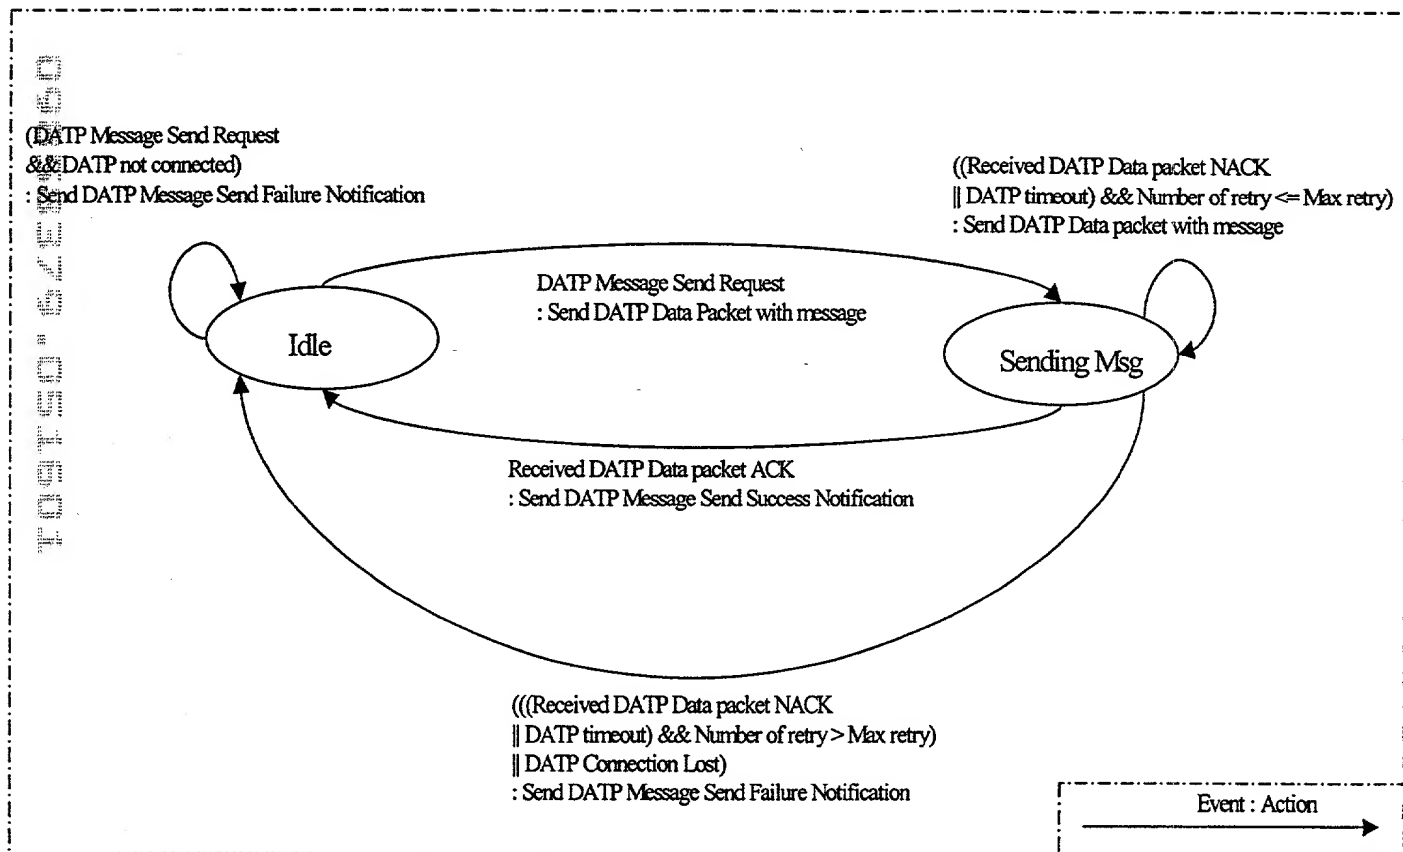 (DATP Message Send Request
&& DATP not connected)
: Send DATP Message Send Failure Notification
((Received DATP Data packet NACK
|| DATP timeout) && Number of retry <= Max retry)
: Send DATP Data packet with message
DATP Message Send Request
: Send DATP Data Packet with message
Idle
Sending Msg
Received DATP Data packet ACK
: Send DATP Message Send Success Notification
(((Received DATP Data packet NACK
|| DATP timeout) && Number of retry > Max retry)
|| DATP Connection Lost)
: Send DATP Message Send Failure Notification
Event : Action